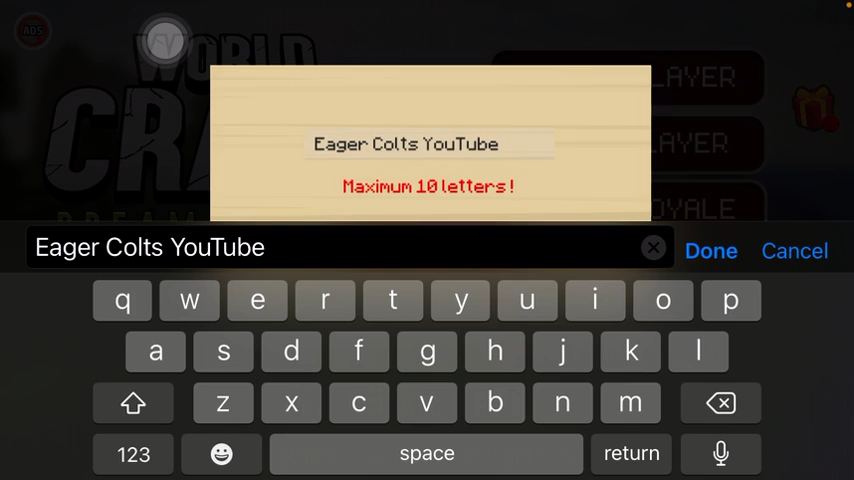 ADS
WORLD
CRA
DREAM
LAYER
LAYER
OYALE
Eager Colts YouTube
Maximum 10 letters!
Eager Colts YouTube
Done
Cancel
q w e r t y u i o p
a s d f g h j k l
z x c v b n m
123
space
return